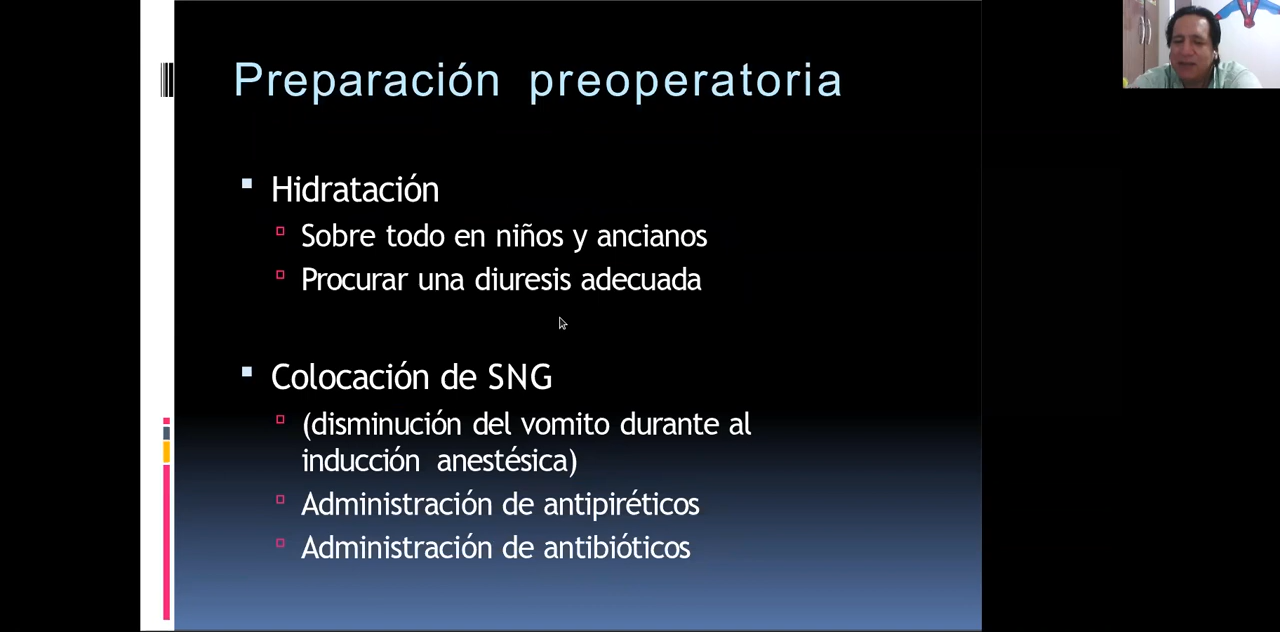 Preparación preoperatoria
Hidratación
Sobre todo en niños y ancianos
Procurar una diuresis adecuada
Colocación de SNG
(disminución del vomito durante al
inducción anestésica)
Administración de antipiréticos
Administración de antibióticos